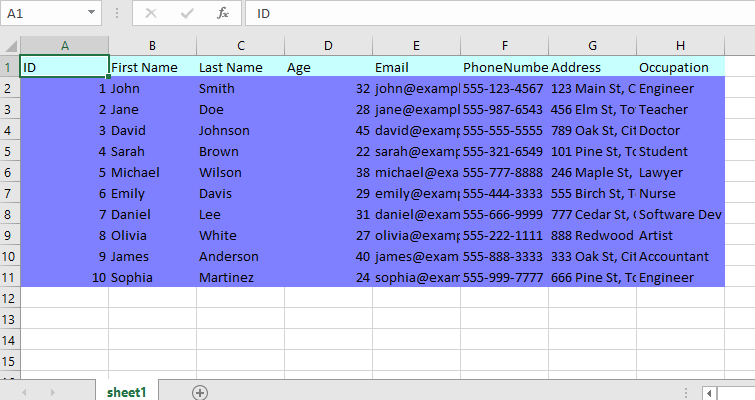 A1 fx ID
A B C D E F G H
1 ID First Name Last Name Age Email PhoneNumbe Address Occupation
2 1 John Smith 32 john@exampl 555-123-4567 123 Main St, C Engineer
3 2 Jane Doe 28 jane@exampl 555-987-6543 456 Elm St, To Teacher
4 3 David Johnson 45 david@exam 555-555-5555 789 Oak St, Cit Doctor
5 4 Sarah Brown 22 sarah@exam 555-321-6549 101 Pine St, To Student
6 5 Michael Wilson 38 michael@exa 555-777-8888 246 Maple St, Lawyer
7 6 Emily Davis 29 emily@exam 555-444-3333 555 Birch St, T Nurse
8 7 Daniel Lee 31 daniel@exam 555-666-9999 777 Cedar St, Software Dev
9 8 Olivia White 27 olivia@examp 555-222-1111 888 Redwood Artist
10 9 James Anderson 40 james@exam 555-888-3333 333 Oak St, Cit Accountant
11 10 Sophia Martinez 24 sophia@exam 555-999-7777 666 Pine St, To Engineer
12
13
14
15
sheet1